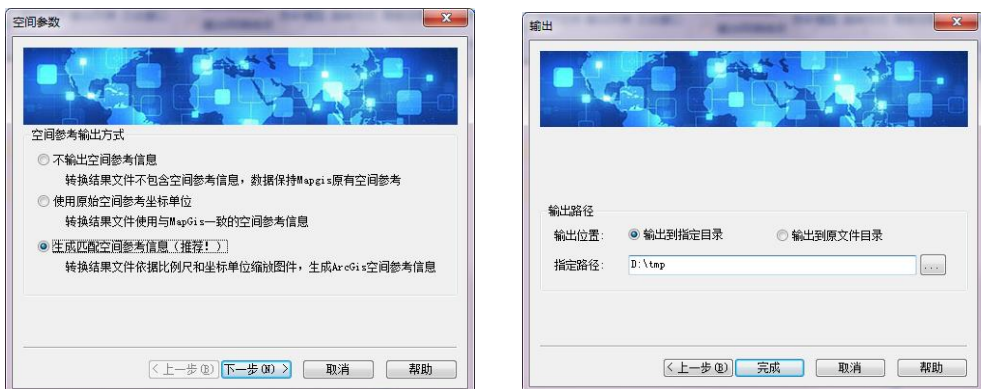 空间参数
空间参考输出方式
不输出空间参考信息
转换结果文件不包含空间参考信息，数据保持Mapgis原有空间参考
使用原始空间参考坐标单位
转换结果文件使用与MapGis一致的空间参考信息
生成匹配空间参考信息（推荐！）
转换结果文件依据比例尺和坐标单位缩放图件，生成ArcGis空间参考信息
<上一步(B)
下一步(N) >
取消
帮助
输出
输出路径
输出位置：
输出到指定目录
输出到原文件目录
指定路径：
D:\tmp
...
<上一步(B)
完成
取消
帮助